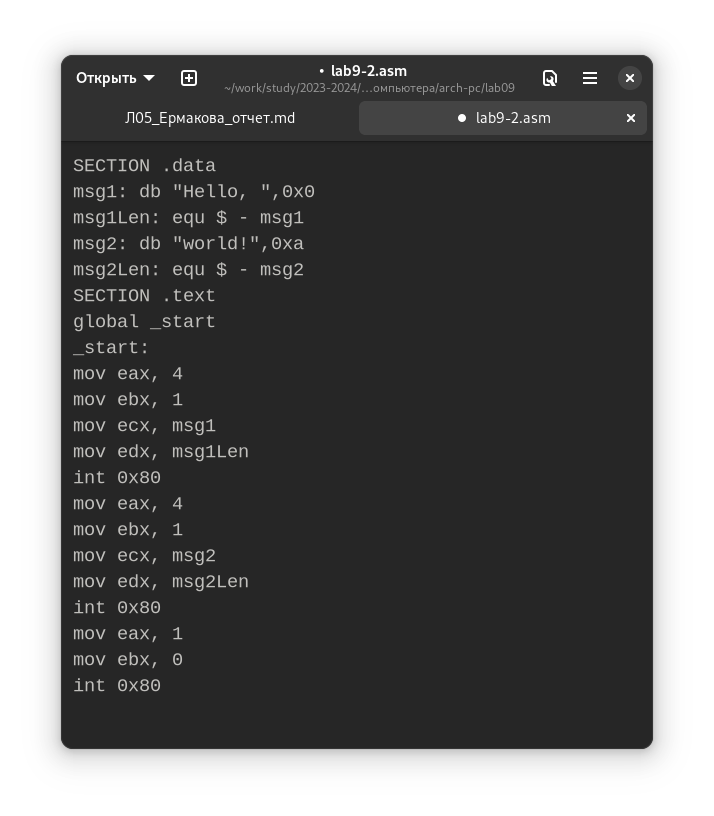 Открыть
• lab9-2.asm
~/work/study/2023-2024/…омпьютера/arch-pc/lab09
Л05_Ермакова_отчет.md
● lab9-2.asm
SECTION .data
msg1: db "Hello, ",0x0
msg1Len: equ $ - msg1
msg2: db "world!",0xa
msg2Len: equ $ - msg2
SECTION .text
global _start
_start:
mov eax, 4
mov ebx, 1
mov ecx, msg1
mov edx, msg1Len
int 0x80
mov eax, 4
mov ebx, 1
mov ecx, msg2
mov edx, msg2Len
int 0x80
mov eax, 1
mov ebx, 0
int 0x80